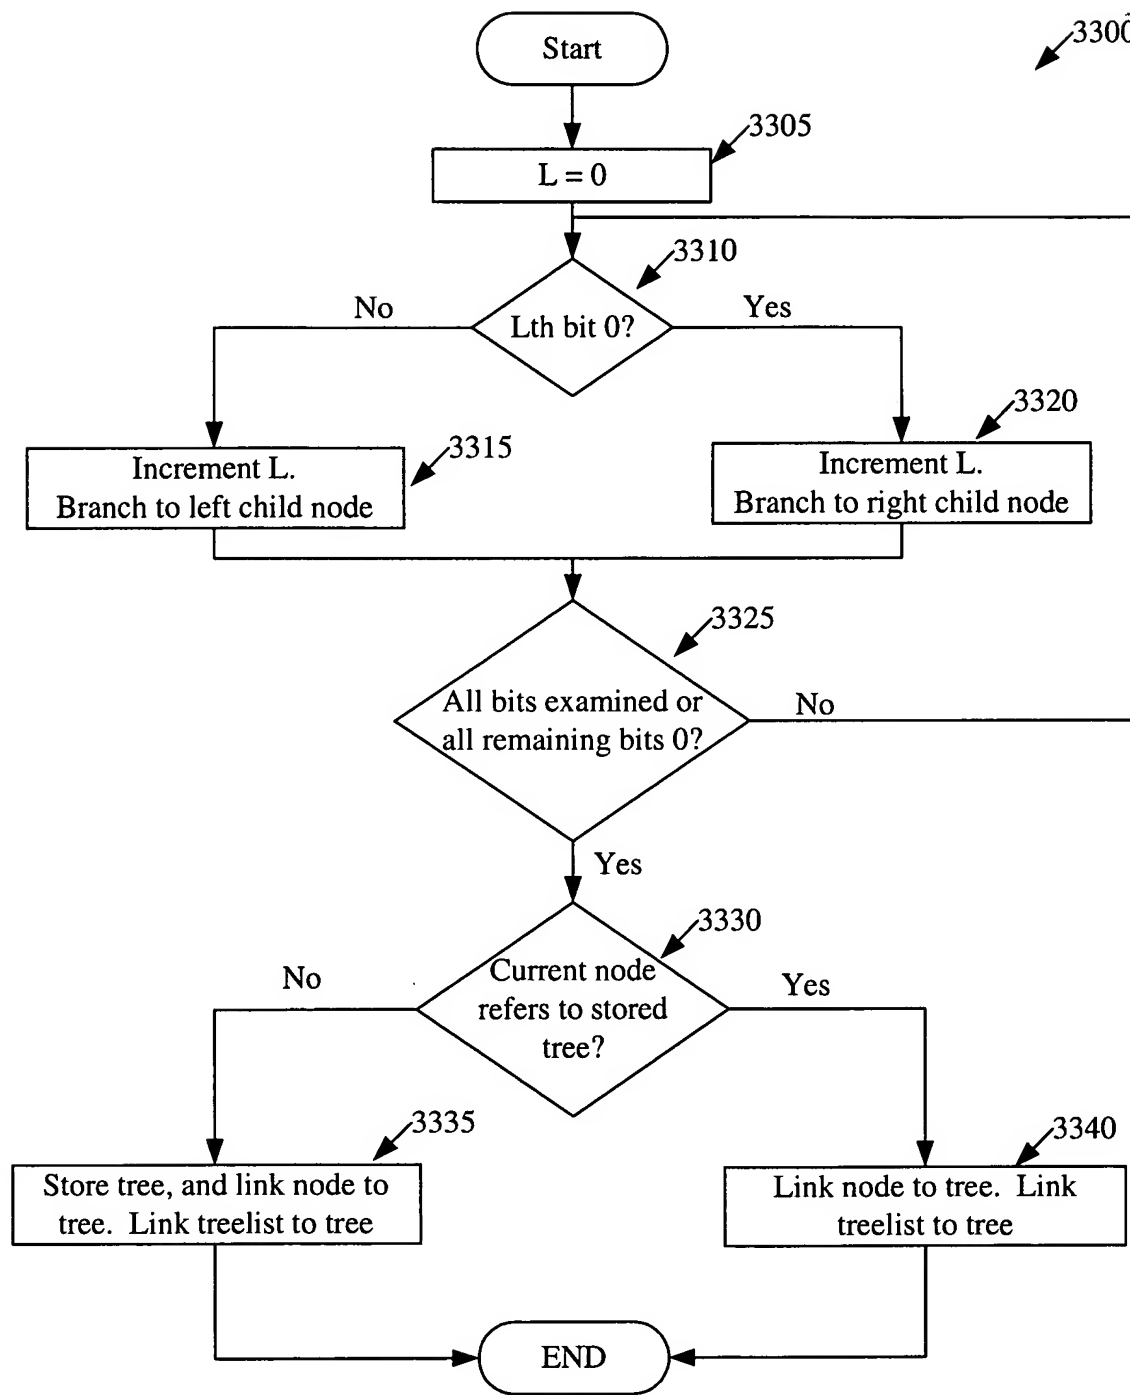 Start
3300
3305
L = 0
3310
No
Yes
Lth bit 0?
3320
3315
Increment L.
Branch to left child node
Increment L.
Branch to right child node
3325
All bits examined or
all remaining bits 0?
No
Yes
3330
No
Current node
refers to stored
tree?
Yes
3335
3340
Store tree, and link node to
tree. Link treelist to tree
Link node to tree. Link
treelist to tree
END